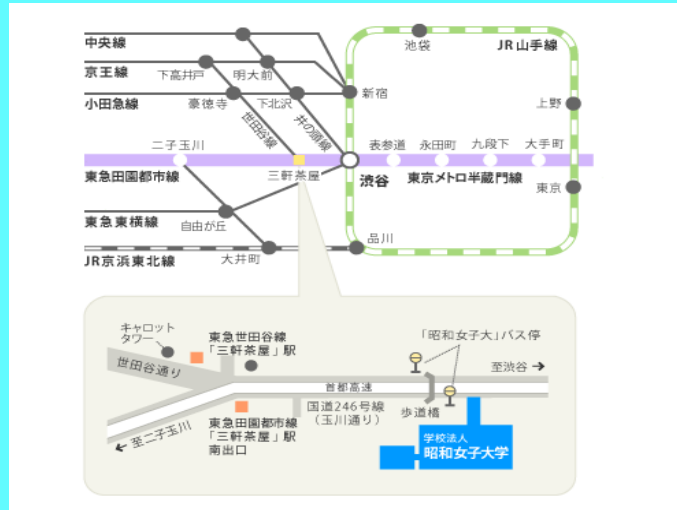 中央線
池袋
JR山手線
京王線
下高井戸
明大前
新宿
小田急線
豪徳寺
下北沢
上野
世田谷線
井の頭線
二子玉川
表参道
永田町
九段下
大手町
東急田園都市線
三軒茶屋
渋谷
東京メトロ半蔵門線
東京
東急東横線
自由が丘
品川
JR京浜東北線
大井町
キャロット
タワー
東急世田谷線
「三軒茶屋」駅
「昭和女子大」バス停
世田谷通り
至渋谷
首都高速
国道246号線
(玉川通り)
歩道橋
至二子玉川
東急田園都市線
「三軒茶屋」駅
南出口
学校法人
昭和女子大学